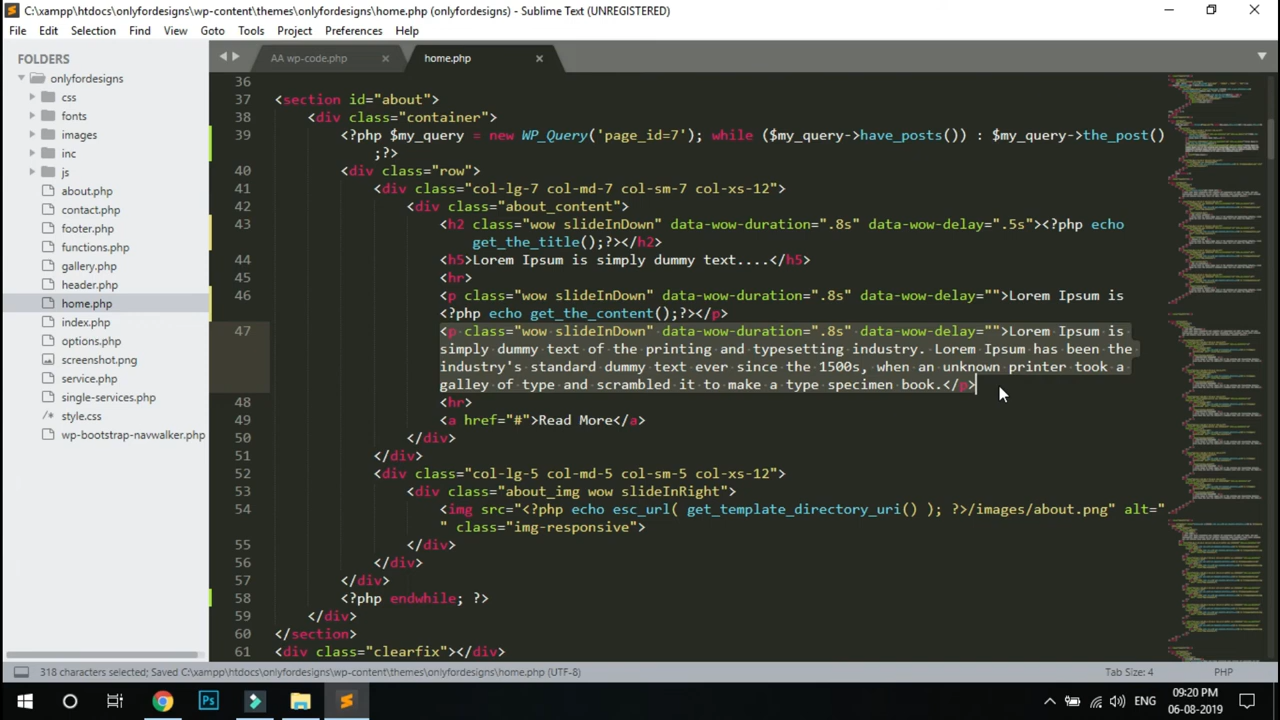 C:\xampp\htdocs\onlyfordesigns\wp-content\themes\onlyfordesigns\home.php (onlyfordesigns) - Sublime Text (UNREGISTERED)
File Edit Selection Find View Goto Tools Project Preferences Help
FOLDERS
onlyfordesigns
css
fonts
images
inc
js
about.php
contact.php
footer.php
functions.php
gallery.php
header.php
home.php
index.php
options.php
screenshot.png
service.php
single-services.php
style.css
wp-bootstrap-navwalker.php
AA wp-code.php
home.php
36
37 <section id="about">
38 <div class="container">
39 <?php $my_query = new WP_Query('page_id=7'); while ($my_query->have_posts()) : $my_query->the_post()
;?>
40 <div class="row">
41 <div class="col-lg-7 col-md-7 col-sm-7 col-xs-12">
42 <div class="about_content">
43 <h2 class="wow slideInDown" data-wow-duration=".8s" data-wow-delay=".5s"><?php echo
get_the_title();?></h2>
44 <h5>Lorem Ipsum is simply dummy text....</h5>
45 <hr>
46 <p class="wow slideInDown" data-wow-duration=".8s" data-wow-delay="">Lorem Ipsum is
<?php echo get_the_content();?></p>
47 <p class="wow slideInDown" data-wow-duration=".8s" data-wow-delay="">Lorem Ipsum is
simply dummy text of the printing and typesetting industry. Lorem Ipsum has been the
industry's standard dummy text ever since the 1500s, when an unknown printer took a
galley of type and scrambled it to make a type specimen book.</p>
48 <hr>
49 <a href="#">Read More</a>
50 </div>
51 </div>
52 <div class="col-lg-5 col-md-5 col-sm-5 col-xs-12">
53 <div class="about_img wow slideInRight">
54 <img src="<?php echo esc_url( get_template_directory_uri() ); ?>/images/about.png" alt="
" class="img-responsive">
55 </div>
56 </div>
57 </div>
58 <?php endwhile; ?>
59 </div>
60 </section>
61 <div class="clearfix"></div>
318 characters selected; Saved C:\xampp\htdocs\onlyfordesigns\wp-content\themes\onlyfordesigns\home.php (UTF-8)
Tab Size: 4
PHP
Ps
ENG
09:20 PM
06-08-2019